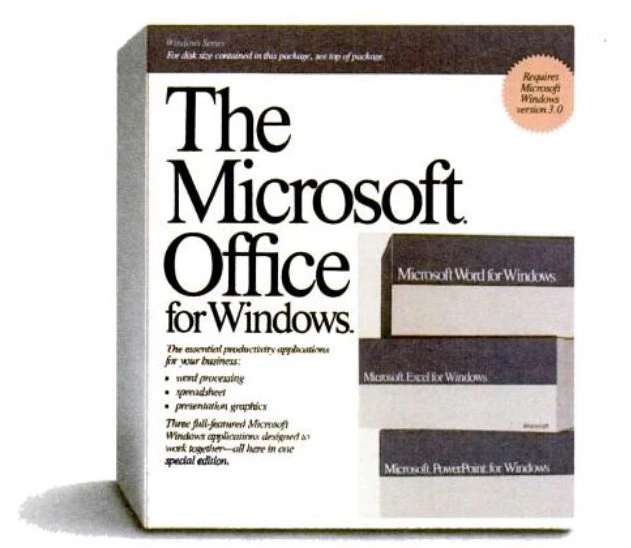 Windows Series
For disk size contained in this package, see top of package.
Requires
Microsoft
Windows
version 3.0
The
Microsoft
Office
for Windows.
The essential productivity applications
for your business:
• word processing
• spreadsheet
• presentation graphics
Three full-featured Microsoft
Windows applications designed to
work together—all here in one
special edition.
Microsoft Word for Windows
Microsoft Excel for Windows
Microsoft
Microsoft PowerPoint for Windows